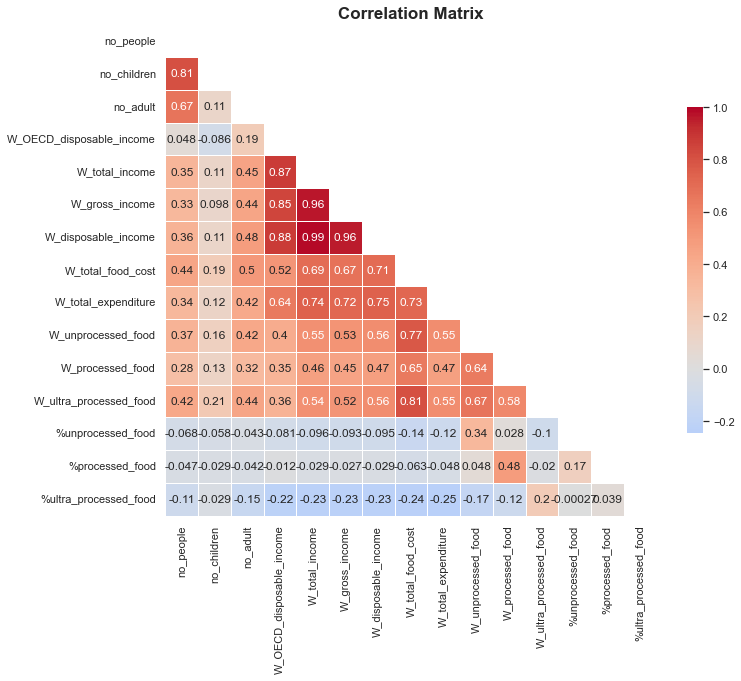 Correlation Matrix
no_people
no_children 0.81
no_adult 0.67 0.11
W_OECD_disposable_income 0.048 -0.086 0.19
W_total_income 0.35 0.11 0.45 0.87
W_gross_income 0.33 0.098 0.44 0.85 0.96
W_disposable_income 0.36 0.11 0.48 0.88 0.99 0.96
W_total_food_cost 0.44 0.19 0.5 0.52 0.69 0.67 0.71
W_total_expenditure 0.34 0.12 0.42 0.64 0.74 0.72 0.75 0.73
W_unprocessed_food 0.37 0.16 0.42 0.4 0.55 0.53 0.56 0.77 0.55
W_processed_food 0.28 0.13 0.32 0.35 0.46 0.45 0.47 0.65 0.47 0.64
W_ultra_processed_food 0.42 0.21 0.44 0.36 0.54 0.52 0.56 0.81 0.55 0.67 0.58
%unprocessed_food -0.068 -0.058 -0.043 -0.081 -0.096 -0.093 -0.095 -0.14 -0.12 0.34 0.028 -0.1
%processed_food -0.047 -0.029 -0.042 -0.012 -0.029 -0.027 -0.029 -0.063 -0.048 0.048 0.48 -0.02 0.17
%ultra_processed_food -0.11 -0.029 -0.15 -0.22 -0.23 -0.23 -0.23 -0.24 -0.25 -0.17 -0.12 0.2 -0.00027 0.039
no_people
no_children
no_adult
W_OECD_disposable_income
W_total_income
W_gross_income
W_disposable_income
W_total_food_cost
W_total_expenditure
W_unprocessed_food
W_processed_food
W_ultra_processed_food
%unprocessed_food
%processed_food
%ultra_processed_food
1.0
0.8
0.6
0.4
0.2
0.0
−0.2